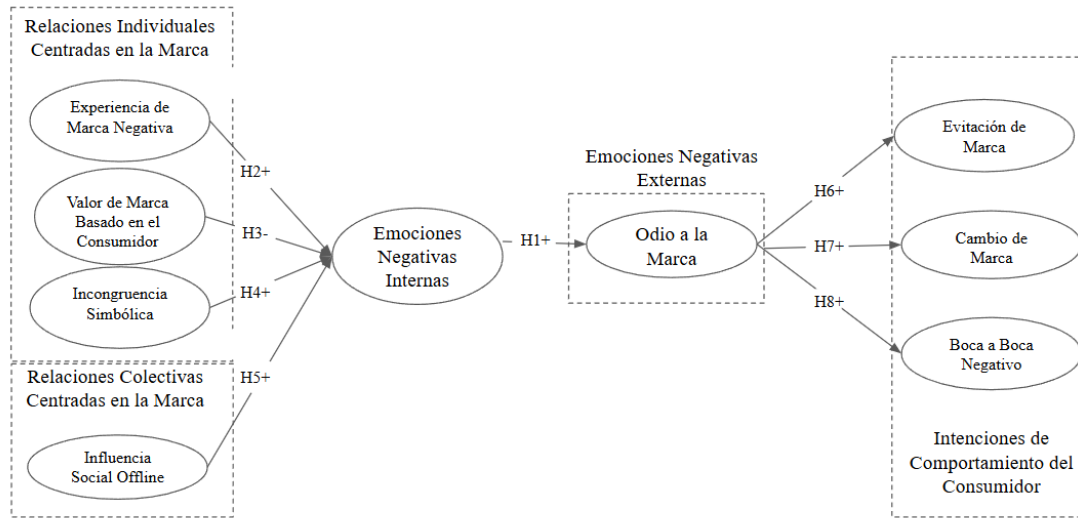 Relaciones Individuales
Centradas en la Marca
Experiencia de
Marca Negativa
Valor de Marca
Basado en el
Consumidor
Incongruencia
Simbólica
Relaciones Colectivas
Centradas en la Marca
Influencia
Social Offline
H2+
H3-
H4+
H5+
Emociones
Negativas
Internas
H1+
Emociones Negativas
Externas
Odio a la
Marca
H6+
H7+
H8+
Evitación de
Marca
Cambio de
Marca
Boca a Boca
Negativo
Intenciones de
Comportamiento del
Consumidor